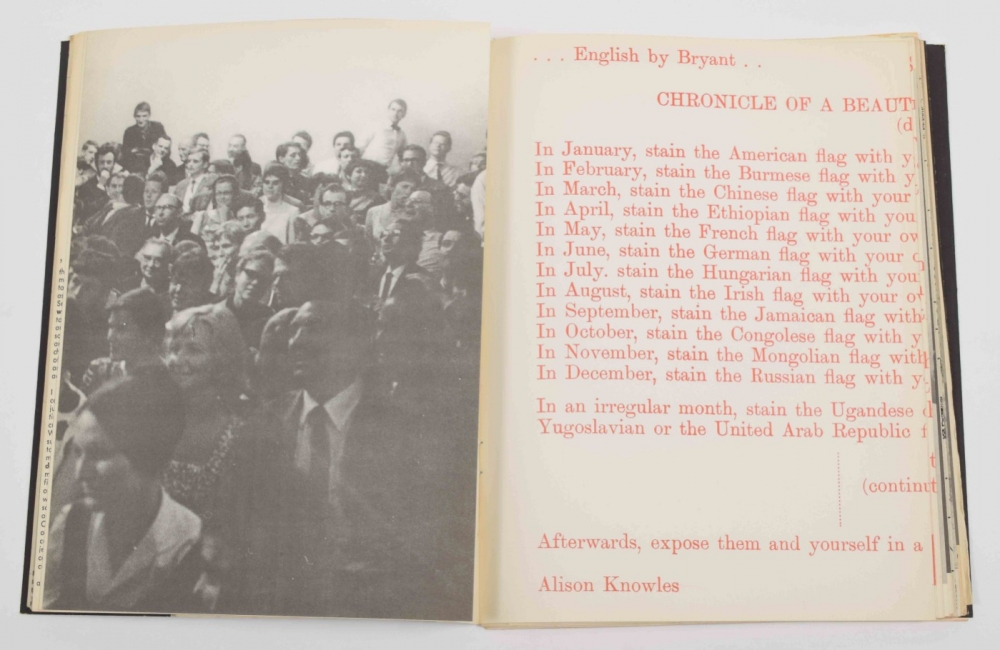 . . . English by Bryant . .
CHRONICLE OF A BEAUT
(d
In January, stain the American flag with y
In February, stain the Burmese flag with y
In March, stain the Chinese flag with your
In April, stain the Ethiopian flag with you
In May, stain the French flag with your ow
In June, stain the German flag with your o
In July. stain the Hungarian flag with you
In August, stain the Irish flag with your o
In September, stain the Jamaican flag with
In October, stain the Congolese flag with y
In November, stain the Mongolian flag with
In December, stain the Russian flag with y
In an irregular month, stain the Ugandese
Yugoslavian or the United Arab Republic f
t
(continu
Afterwards, expose them and yourself in a
Alison Knowles